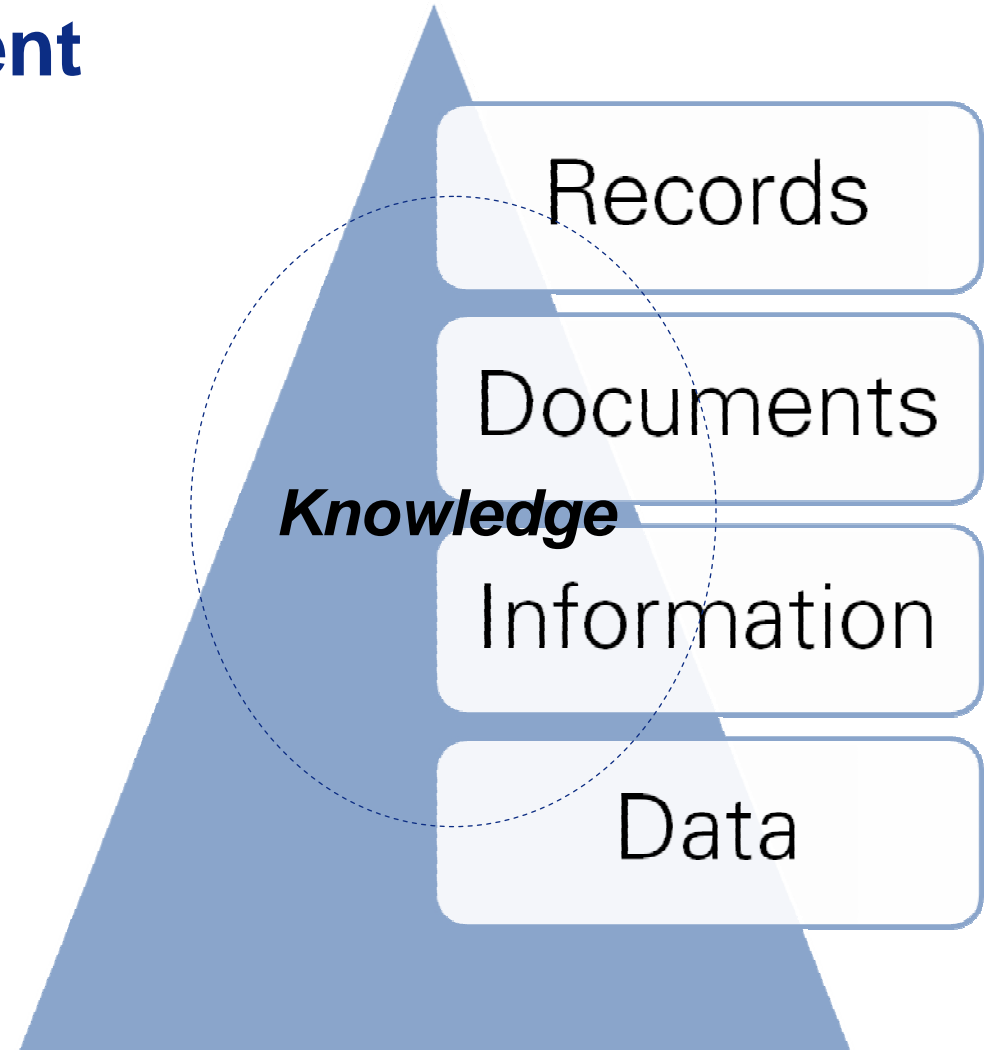 ent
Records
Documents
Knowledge
Information
Data